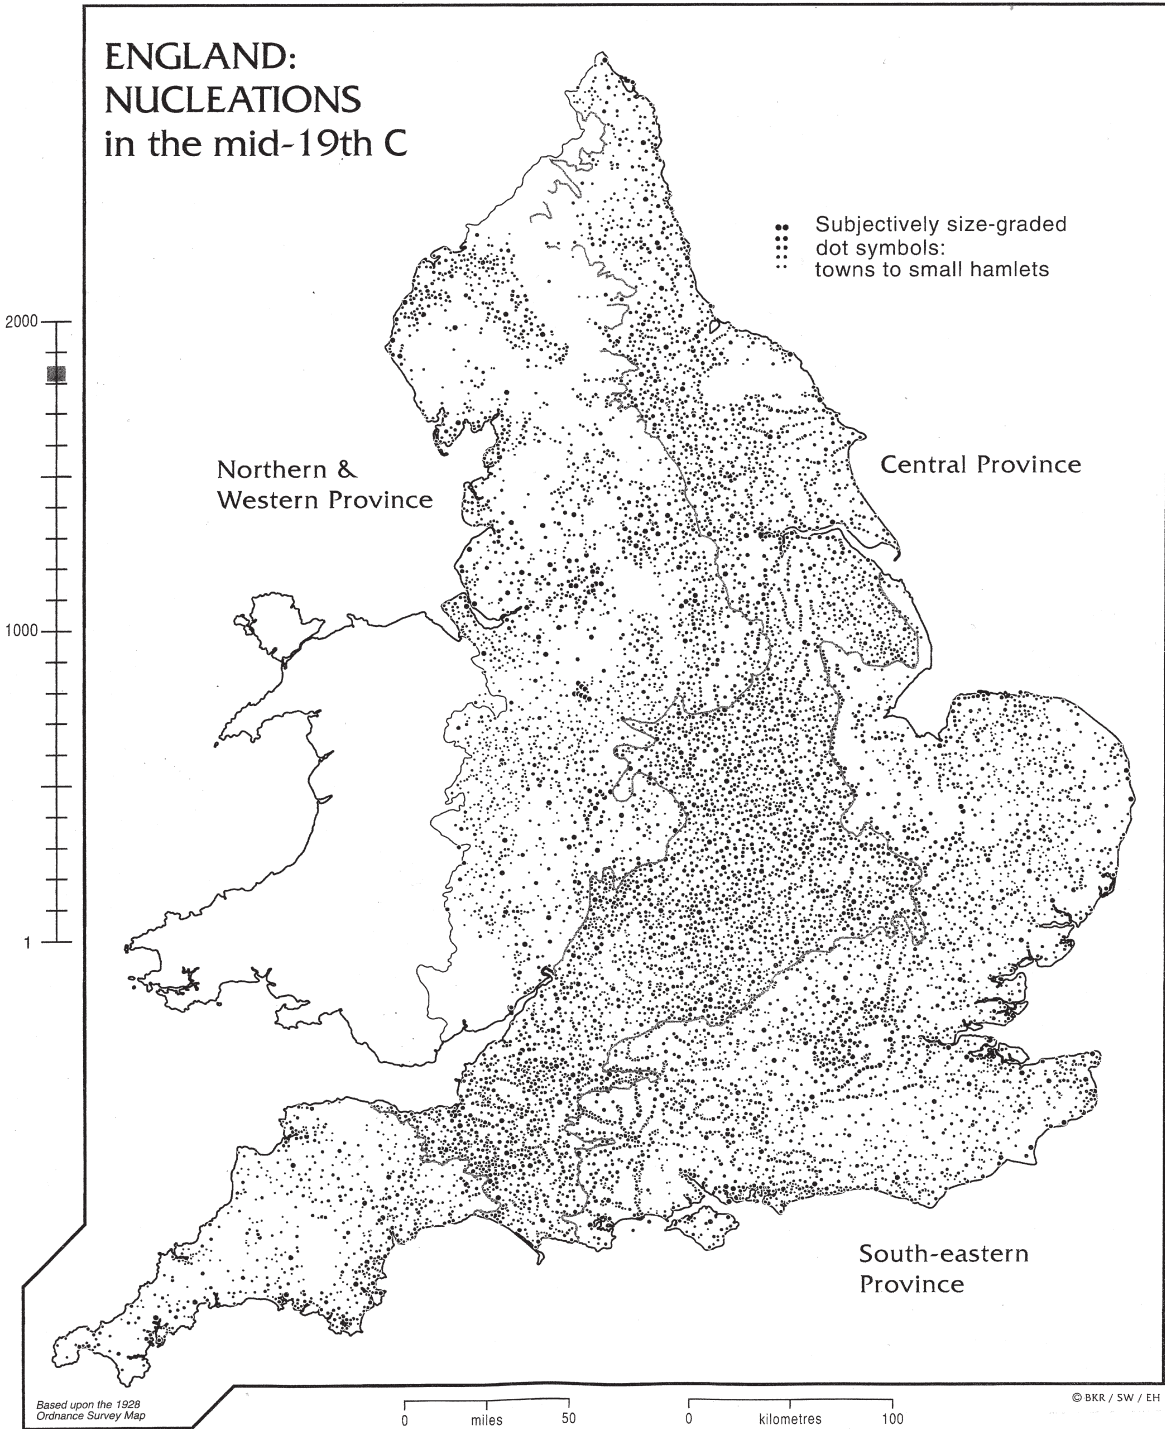 ENGLAND:
NUCLEATIONS
in the mid-19th C
Subjectively size-graded
dot symbols:
towns to small hamlets
2000
1000
1
Northern &
Western Province
Central Province
South-eastern
Province
Based upon the 1928
Ordnance Survey Map
0 miles 50
0 kilometres 100
© BKR / SW / EH